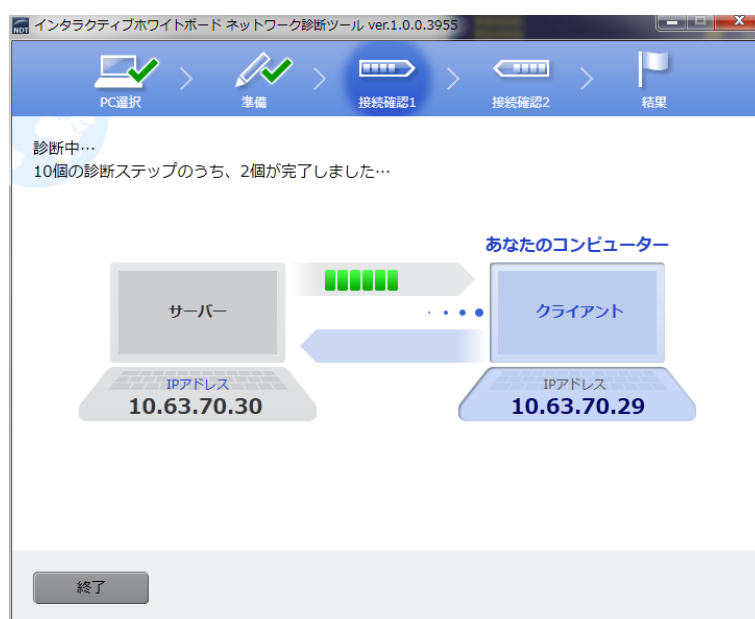 NDT インタラクティブホワイトボード ネットワーク診断ツール ver.1.0.0.3955
PC選択
準備
接続確認1
接続確認2
結果
診断中…
10個の診断ステップのうち、2個が完了しました…
あなたのコンピューター
サーバー
クライアント
IPアドレス
10.63.70.30
IPアドレス
10.63.70.29
終了